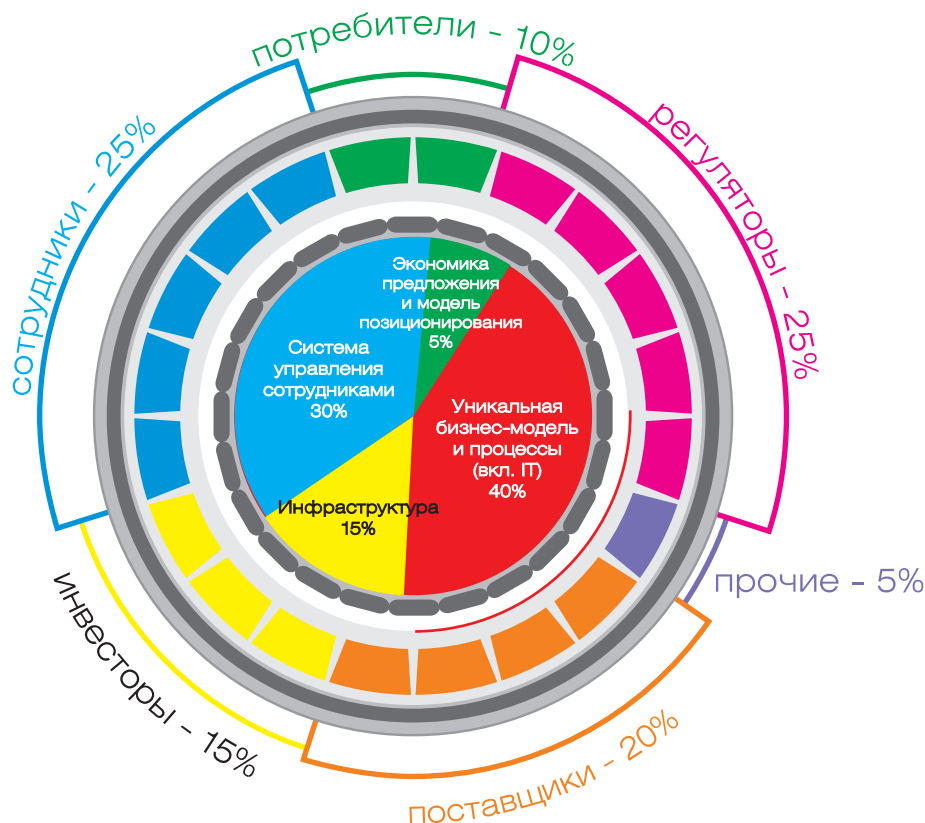 потребители - 10%
регуляторы - 25%
прочие - 5%
поставщики - 20%
инвесторы - 15%
сотрудники - 25%
Экономика
предложения
и модель
позиционирования
5%
Система
управления
сотрудниками
30%
Уникальная
бизнес-модель
и процессы
(вкл. IT)
40%
Инфраструктура
15%